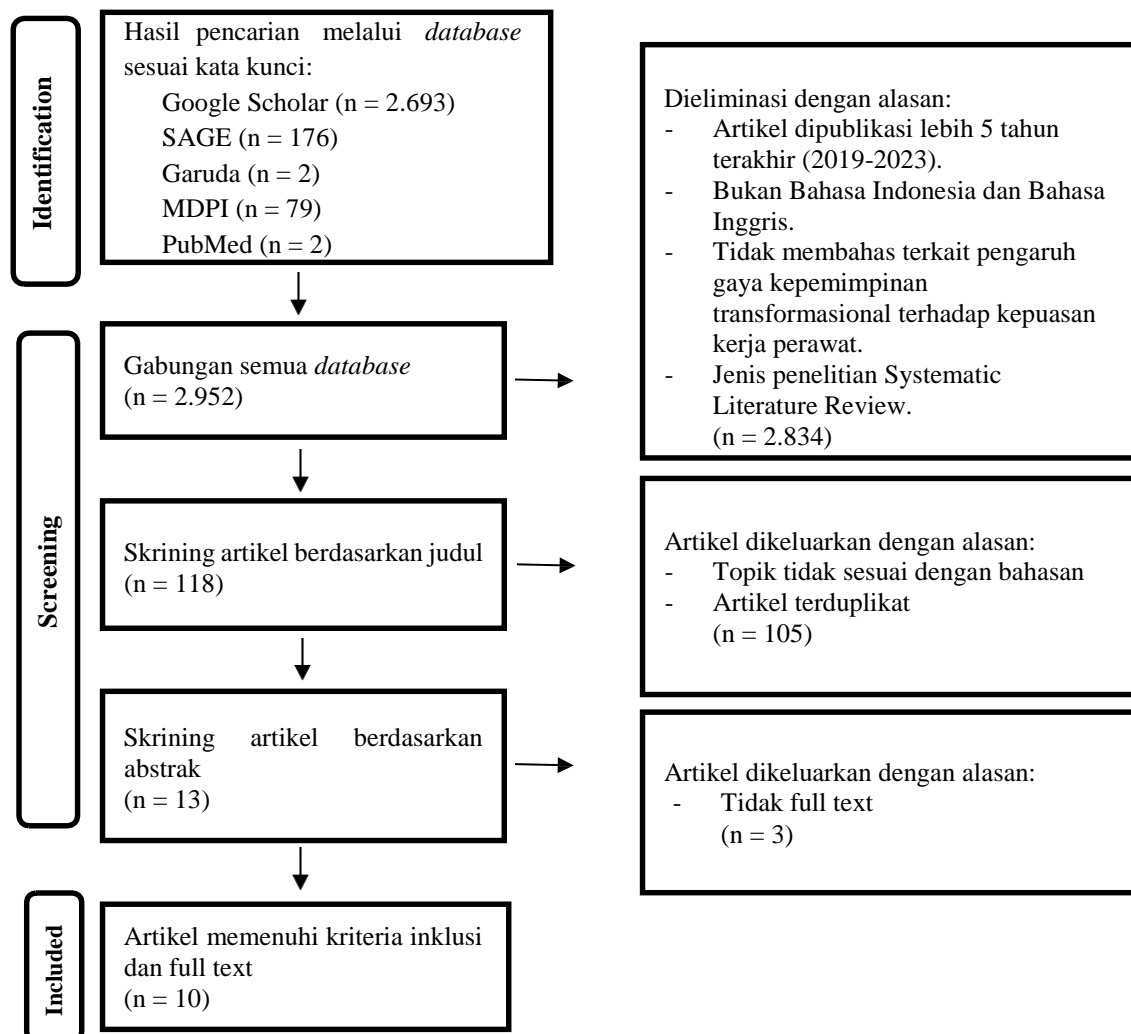 Identification
Hasil pencarian melalui database
sesuai kata kunci:
Google Scholar (n = 2.693)
SAGE (n = 176)
Garuda (n = 2)
MDPI (n = 79)
PubMed (n = 2)
Dieliminasi dengan alasan:
- Artikel dipublikasi lebih 5 tahun
terakhir (2019-2023).
- Bukan Bahasa Indonesia dan Bahasa
Inggris.
- Tidak membahas terkait pengaruh
gaya kepemimpinan
transformasional terhadap kepuasan
kerja perawat.
- Jenis penelitian Systematic
Literature Review.
(n = 2.834)
Screening
Gabungan semua database
(n = 2.952)
Skrining artikel berdasarkan judul
(n = 118)
Artikel dikeluarkan dengan alasan:
- Topik tidak sesuai dengan bahasan
- Artikel terduplikat
(n = 105)
Skrining artikel berdasarkan
abstrak
(n = 13)
Artikel dikeluarkan dengan alasan:
- Tidak full text
(n = 3)
Included
Artikel memenuhi kriteria inklusi
dan full text
(n = 10)